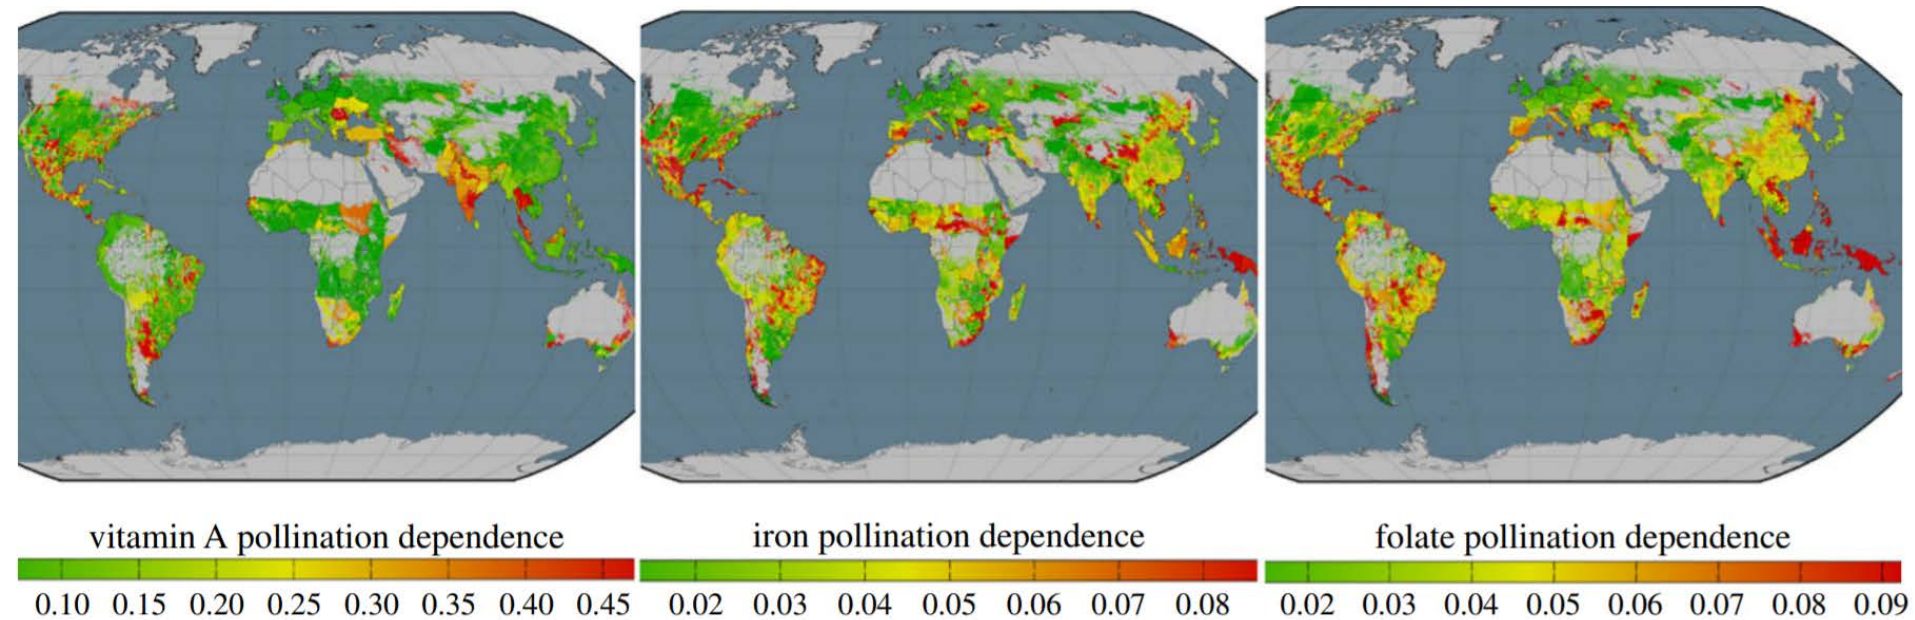 vitamin A pollination dependence
0.10 0.15 0.20 0.25 0.30 0.35 0.40 0.45
iron pollination dependence
0.02 0.03 0.04 0.05 0.06 0.07 0.08
folate pollination dependence
0.02 0.03 0.04 0.05 0.06 0.07 0.08 0.09